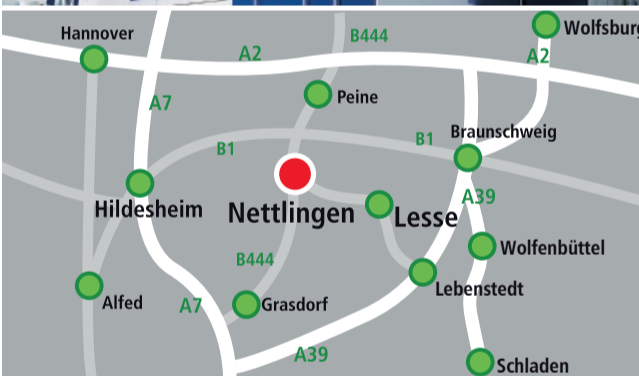 Hannover
B444
Wolfsburg
A2
A2
Peine
A7
B1
B1
Braunschweig
Hildesheim
Nettlingen
Lesse
A39
Wolfenbüttel
B444
Lebenstedt
Alfed
A7
Grasdorf
A39
Schladen